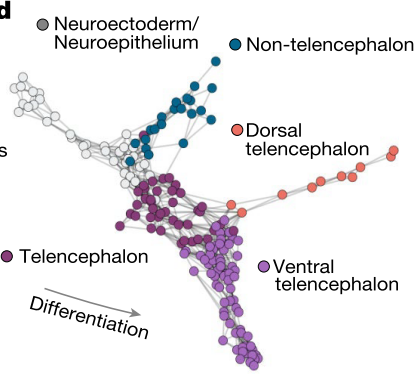 d
Neuroectoderm/
Neuroepithelium
Non-telencephalon
s
Dorsal
telencephalon
Telencephalon
Ventral
telencephalon
Differentiation